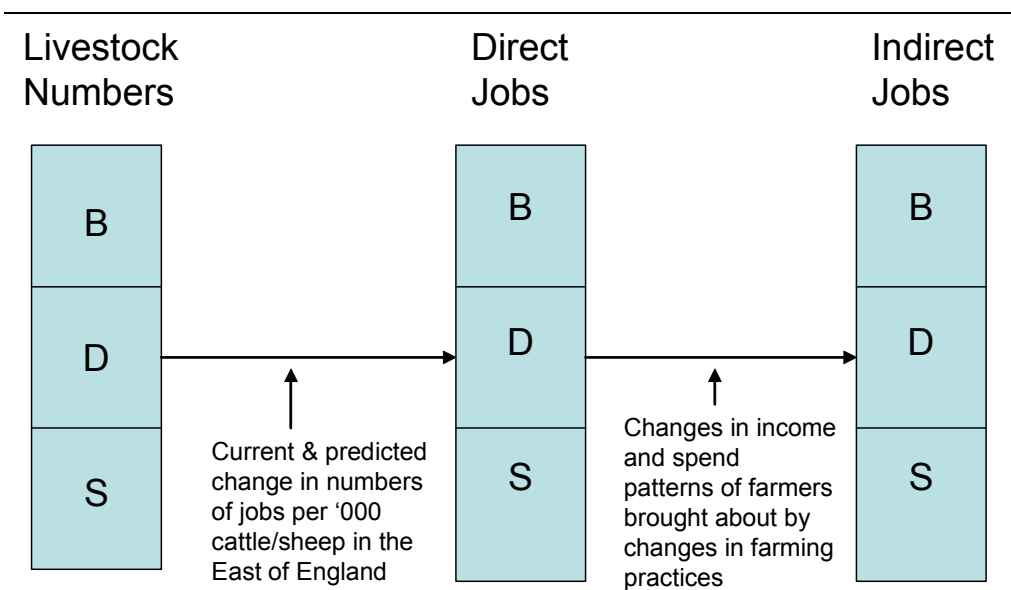 Livestock
Numbers
Direct
Jobs
Indirect
Jobs
B
D
S
B
D
S
B
D
S
Current & predicted
change in numbers
of jobs per ‘000
cattle/sheep in the
East of England
Changes in income
and spend
patterns of farmers
brought about by
changes in farming
practices